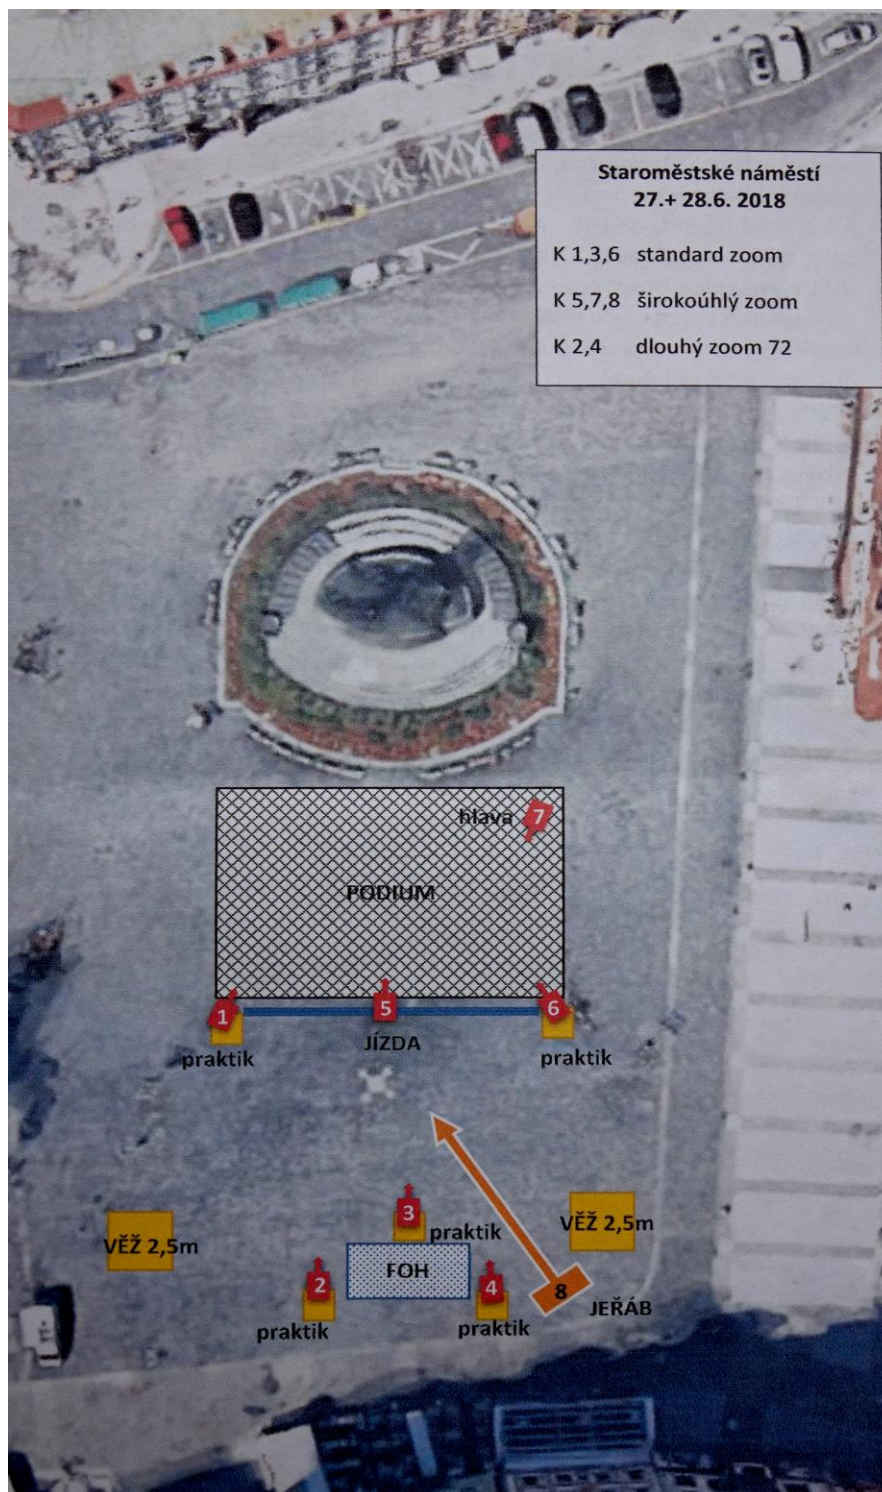 Staroměstské náměstí
27.+ 28.6. 2018
K 1,3,6 standard zoom
K 5,7,8 širokoúhlý zoom
K 2,4 dlouhý zoom 72
hlava 7
PODIUM
1
5
6
praktik
JÍZDA
praktik
3
praktik
VĚŽ 2,5m
VĚŽ 2,5m
FOH
2
4
8
praktik
praktik
JEŘÁB